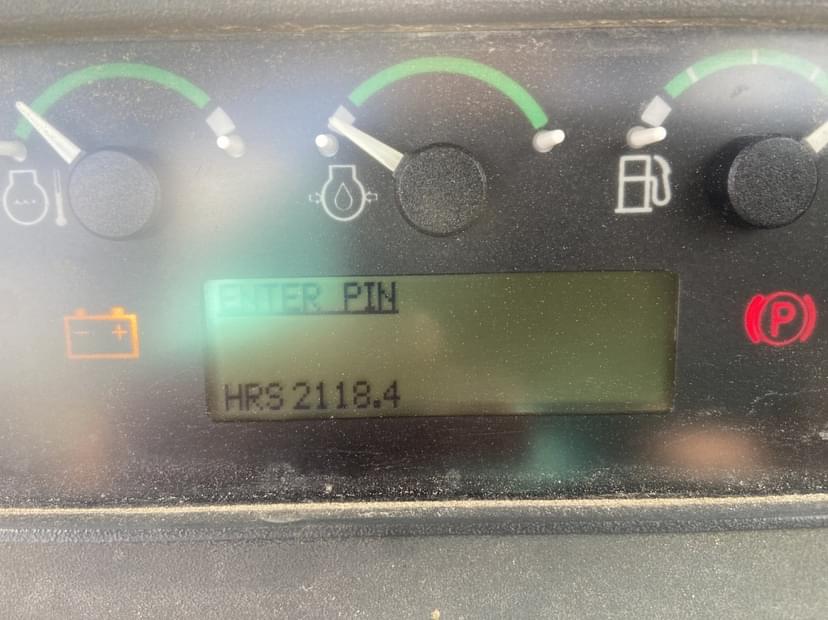 ENTER PIN
HRS 2118.4
P